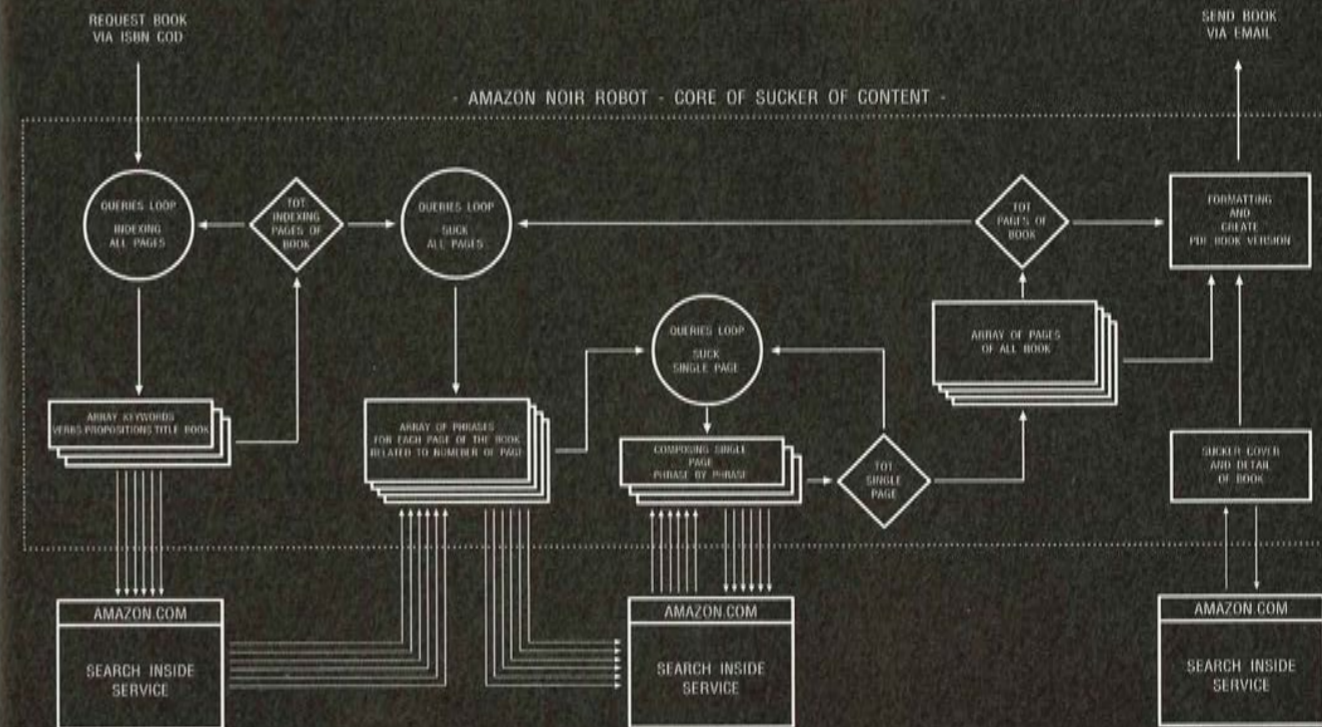 REQUEST BOOK
VIA ISBN COD
SEND BOOK
VIA EMAIL
- AMAZON NOIR ROBOT - CORE OF SUCKER OF CONTENT -
QUERIES LOOP
INDEXING
ALL PAGES
TOT
INDEXING
PAGES OF
BOOK
QUERIES LOOP
SUCK
ALL PAGES
TOT
PAGES OF
BOOK
FORMATTING
AND
CREATE
PDF BOOK VERSION
QUERIES LOOP
SUCK
SINGLE PAGE
ARRAY OF PAGES
OF ALL BOOK
ARRAY KEYWORDS
VERBS.PROPOSITIONS.TITLE BOOK
ARRAY OF PHRASES
FOR EACH PAGE OF THE BOOK
RELATED TO NUMEBER OF PAGE
COMPOSING SINGLE
PAGE
PHRASE BY PHRASE
TOT
SINGLE
PAGE
SUCKER COVER
AND DETAIL
OF BOOK
AMAZON.COM
SEARCH INSIDE
SERVICE
AMAZON.COM
SEARCH INSIDE
SERVICE
AMAZON.COM
SEARCH INSIDE
SERVICE